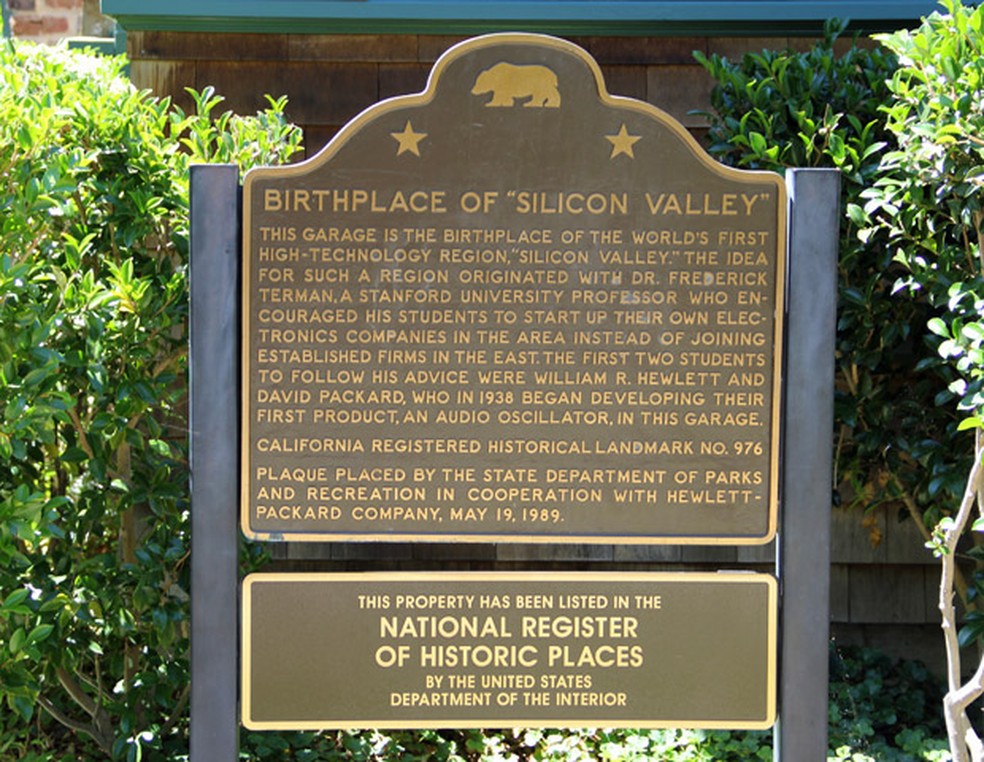 BIRTHPLACE OF "SILICON VALLEY"
THIS GARAGE IS THE BIRTHPLACE OF THE WORLD'S FIRST
HIGH-TECHNOLOGY REGION, "SILICON VALLEY." THE IDEA
FOR SUCH A REGION ORIGINATED WITH DR. FREDERICK
TERMAN, A STANFORD UNIVERSITY PROFESSOR WHO EN-
COURAGED HIS STUDENTS TO START UP THEIR OWN ELEC-
TRONICS COMPANIES IN THE AREA INSTEAD OF JOINING
ESTABLISHED FIRMS IN THE EAST. THE FIRST TWO STUDENTS
TO FOLLOW HIS ADVICE WERE WILLIAM R. HEWLETT AND
DAVID PACKARD, WHO IN 1938 BEGAN DEVELOPING THEIR
FIRST PRODUCT, AN AUDIO OSCILLATOR, IN THIS GARAGE.
CALIFORNIA REGISTERED HISTORICAL LANDMARK NO. 976
PLAQUE PLACED BY THE STATE DEPARTMENT OF PARKS
AND RECREATION IN COOPERATION WITH HEWLETT-
PACKARD COMPANY, MAY 19, 1989.
THIS PROPERTY HAS BEEN LISTED IN THE
NATIONAL REGISTER
OF HISTORIC PLACES
BY THE UNITED STATES
DEPARTMENT OF THE INTERIOR